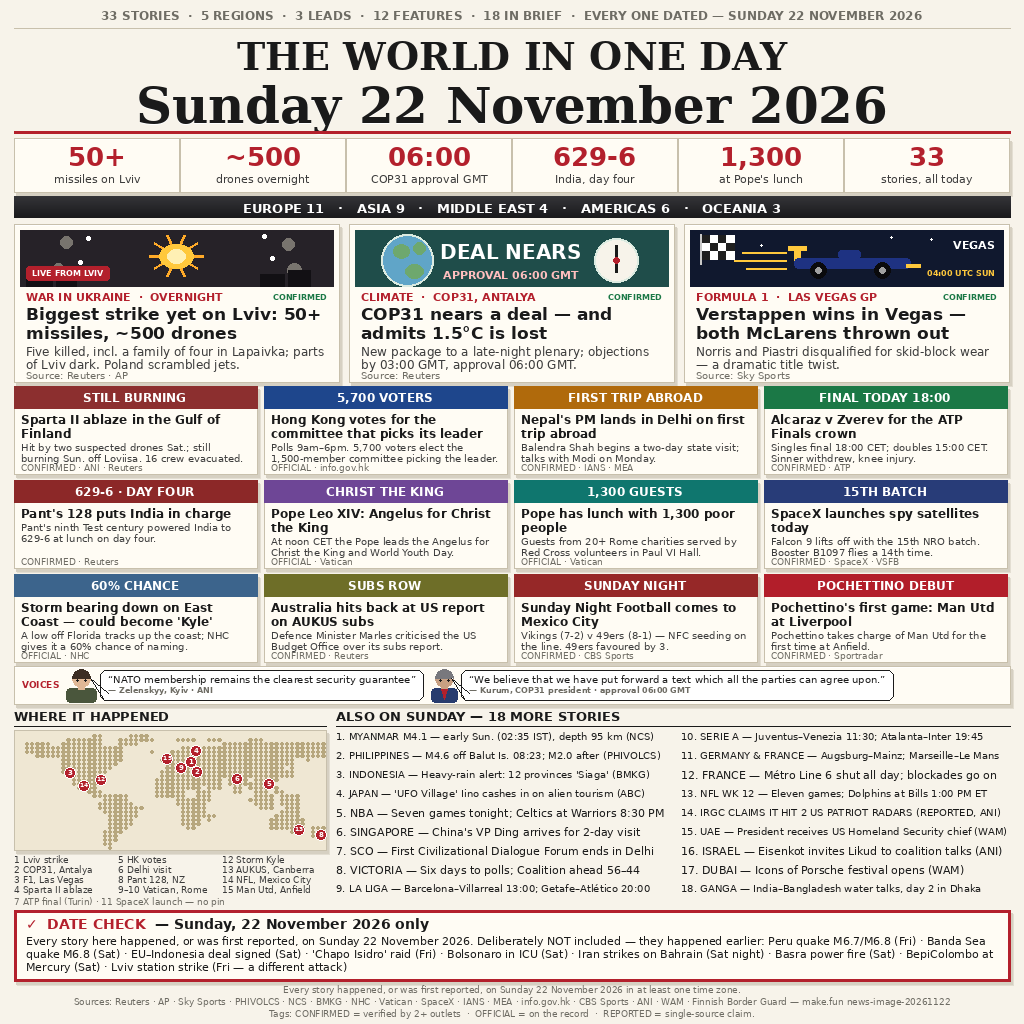 33 STORIES · 5 REGIONS · 3 LEADS · 12 FEATURES · 18 IN BRIEF · EVERY ONE DATED — SUNDAY 22 NOVEMBER 2026
THE WORLD IN ONE DAY
Sunday 22 November 2026
50+
missiles on Lviv
~500
drones overnight
06:00
COP31 approval GMT
629-6
India, day four
1,300
at Pope's lunch
33
stories, all today
EUROPE 11 · ASIA 9 · MIDDLE EAST 4 · AMERICAS 6 · OCEANIA 3
LIVE FROM LVIV
WAR IN UKRAINE · OVERNIGHT
CONFIRMED
Biggest strike yet on Lviv: 50+
missiles, ~500 drones
Five killed, incl. a family of four in Lapaivka; parts
of Lviv dark. Poland scrambled jets.
Source: Reuters · AP
DEAL NEARS
APPROVAL 06:00 GMT
CLIMATE · COP31, ANTALYA
CONFIRMED
COP31 nears a deal — and
admits 1.5°C is lost
New package to a late-night plenary; objections
by 03:00 GMT, approval 06:00 GMT.
Source: Reuters
VEGAS
04:00 UTC SUN
FORMULA 1 · LAS VEGAS GP
CONFIRMED
Verstappen wins in Vegas —
both McLarens thrown out
Norris and Piastri disqualified for skid-block wear
— a dramatic title twist.
Source: Sky Sports
STILL BURNING
Sparta II ablaze in the Gulf of
Finland
Hit by two suspected drones Sat.; still
burning Sun. off Loviisa. 16 crew evacuated.
CONFIRMED · ANI · Reuters
5,700 VOTERS
Hong Kong votes for the
committee that picks its leader
Polls 9am–6pm. 5,700 voters elect the
1,500-member committee picking the leader.
OFFICIAL · info.gov.hk
FIRST TRIP ABROAD
Nepal's PM lands in Delhi on first
trip abroad
Balendra Shah begins a two-day state visit;
talks with Modi on Monday.
CONFIRMED · IANS · MEA
FINAL TODAY 18:00
Alcaraz v Zverev for the ATP
Finals crown
Singles final 18:00 CET; doubles 15:00 CET.
Sinner withdrew, knee injury.
CONFIRMED · ATP
629-6 · DAY FOUR
Pant's 128 puts India in charge
Pant's ninth Test century powered India to
629-6 at lunch on day four.
CONFIRMED · Reuters
CHRIST THE KING
Pope Leo XIV: Angelus for Christ
the King
At noon CET the Pope leads the Angelus for
Christ the King and World Youth Day.
OFFICIAL · Vatican
1,300 GUESTS
Pope has lunch with 1,300 poor
people
Guests from 20+ Rome charities served by
Red Cross volunteers in Paul VI Hall.
OFFICIAL · Vatican
15TH BATCH
SpaceX launches spy satellites
today
Falcon 9 lifts off with the 15th NRO batch.
Booster B1097 flies a 14th time.
CONFIRMED · SpaceX · VSFB
60% CHANCE
Storm bearing down on East
Coast — could become 'Kyle'
A low off Florida tracks up the coast; NHC
gives it a 60% chance of naming.
OFFICIAL · NHC
SUBS ROW
Australia hits back at US report
on AUKUS subs
Defence Minister Marles criticised the US
Budget Office over its subs report.
CONFIRMED · Reuters
SUNDAY NIGHT
Sunday Night Football comes to
Mexico City
Vikings (7-2) v 49ers (8-1) — NFC seeding on
the line. 49ers favoured by 3.
CONFIRMED · CBS Sports
POCHETTINO DEBUT
Pochettino's first game: Man Utd
at Liverpool
Pochettino takes charge of Man Utd for the
first time at Anfield.
CONFIRMED · Sportradar
VOICES
“NATO membership remains the clearest security guarantee”
— Zelenskyy, Kyiv · ANI
“We believe that we have put forward a text which all the parties can agree upon.”
— Kurum, COP31 president · approval 06:00 GMT
WHERE IT HAPPENED
1 Lviv strike
2 COP31, Antalya
3 F1, Las Vegas
4 Sparta II ablaze
5 HK votes
6 Delhi visit
8 Pant 128, NZ
9–10 Vatican, Rome
12 Storm Kyle
13 AUKUS, Canberra
14 NFL, Mexico City
15 Man Utd, Anfield
7 ATP final (Turin) · 11 SpaceX launch — no pin
ALSO ON SUNDAY — 18 MORE STORIES
1. MYANMAR M4.1 — early Sun. (02:35 IST), depth 95 km (NCS)
2. PHILIPPINES — M4.6 off Balut Is. 08:23; M2.0 after (PHIVOLCS)
3. INDONESIA — Heavy-rain alert: 12 provinces 'Siaga' (BMKG)
4. JAPAN — 'UFO Village' Iino cashes in on alien tourism (ABC)
5. NBA — Seven games tonight; Celtics at Warriors 8:30 PM
6. SINGAPORE — China's VP Ding arrives for 2-day visit
7. SCO — First Civilizational Dialogue Forum ends in Delhi
8. VICTORIA — Six days to polls; Coalition ahead 56–44
9. LA LIGA — Barcelona–Villarreal 13:00; Getafe–Atlético 20:00
10. SERIE A — Juventus–Venezia 11:30; Atalanta–Inter 19:45
11. GERMANY & FRANCE — Augsburg–Mainz; Marseille–Le Mans
12. FRANCE — Métro Line 6 shut all day; blockades go on
13. NFL WK 12 — Eleven games; Dolphins at Bills 1:00 PM ET
14. IRGC CLAIMS IT HIT 2 US PATRIOT RADARS (REPORTED, ANI)
15. UAE — President receives US Homeland Security chief (WAM)
16. ISRAEL — Eisenkot invites Likud to coalition talks (ANI)
17. DUBAI — Icons of Porsche festival opens (WAM)
18. GANGA — India–Bangladesh water talks, day 2 in Dhaka
✓ DATE CHECK — Sunday, 22 November 2026 only
Every story here happened, or was first reported, on Sunday 22 November 2026. Deliberately NOT included — they happened earlier: Peru quake M6.7/M6.8 (Fri) · Banda Sea
quake M6.8 (Sat) · EU–Indonesia deal signed (Sat) · 'Chapo Isidro' raid (Fri) · Bolsonaro in ICU (Sat) · Iran strikes on Bahrain (Sat night) · Basra power fire (Sat) · BepiColombo at
Mercury (Sat) · Lviv station strike (Fri — a different attack)
Every story happened, or was first reported, on Sunday 22 November 2026 in at least one time zone.
Sources: Reuters · AP · Sky Sports · PHIVOLCS · NCS · BMKG · NHC · Vatican · SpaceX · IANS · MEA · info.gov.hk · CBS Sports · ANI · WAM · Finnish Border Guard — make.fun news-image-20261122
Tags: CONFIRMED = verified by 2+ outlets · OFFICIAL = on the record · REPORTED = single-source claim.